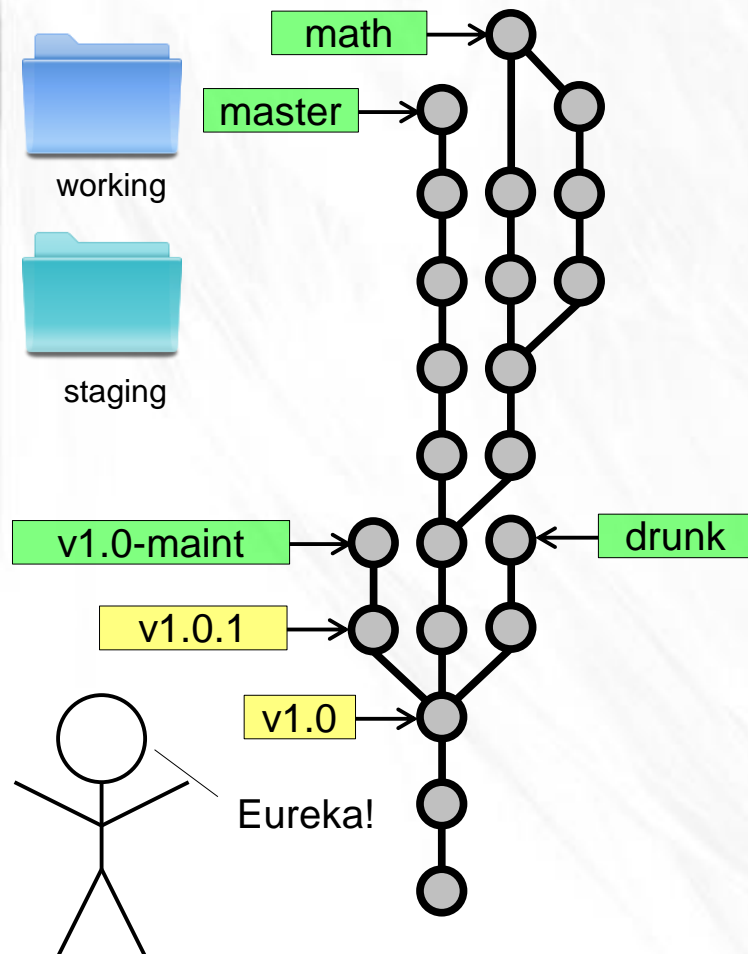 math
master
working
staging
v1.0-maint
drunk
v1.0.1
v1.0
Eureka!